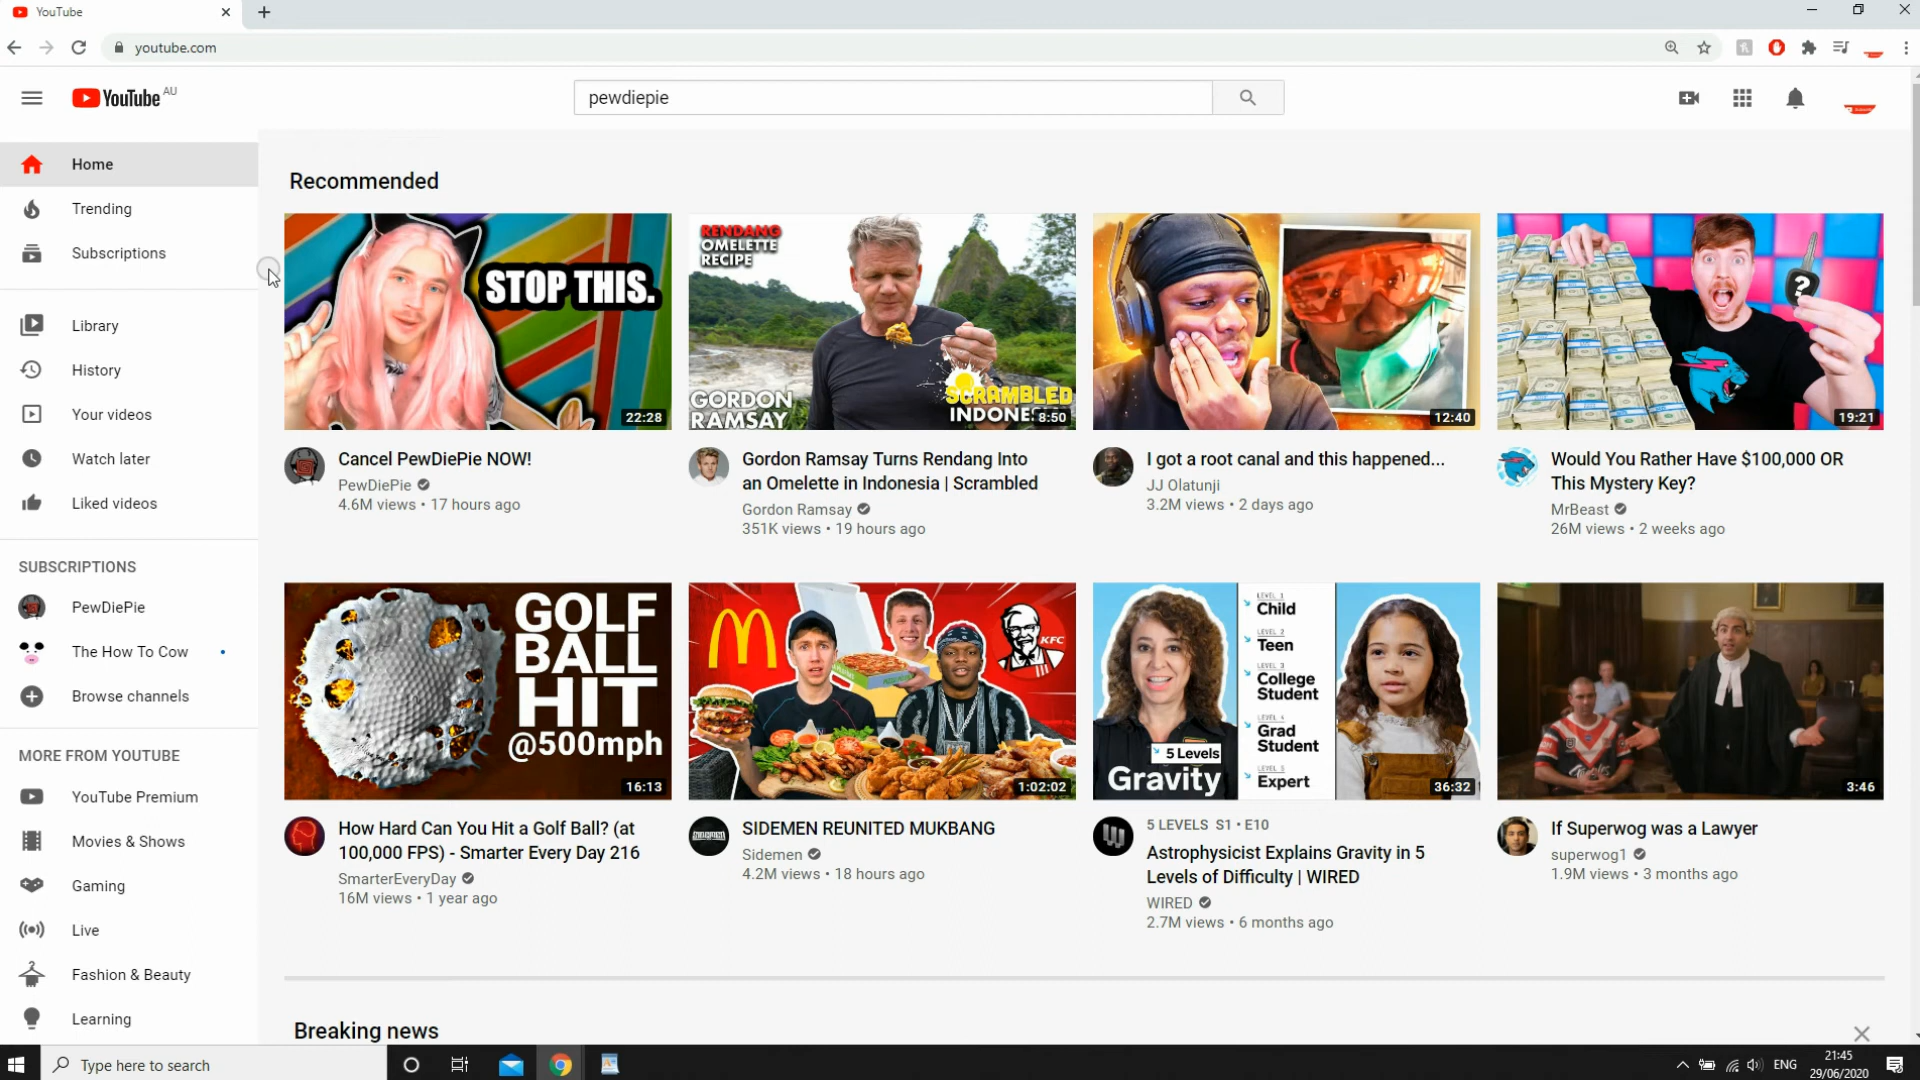 YouTube
youtube.com
YouTube AU
pewdiepie
Home
Trending
Subscriptions
Library
History
Your videos
Watch later
Liked videos
SUBSCRIPTIONS
PewDiePie
The How To Cow
Browse channels
MORE FROM YOUTUBE
YouTube Premium
Movies & Shows
Gaming
Live
Fashion & Beauty
Learning
Recommended
STOP THIS.
22:28
Cancel PewDiePie NOW!
PewDiePie
4.6M views • 17 hours ago
RENDANG
OMELETTE
RECIPE
GORDON
RAMSAY
SCRAMBLED
INDONE
8:50
Gordon Ramsay Turns Rendang Into
an Omelette in Indonesia | Scrambled
Gordon Ramsay
351K views • 19 hours ago
12:40
I got a root canal and this happened...
JJ Olatunji
3.2M views • 2 days ago
?
19:21
Would You Rather Have $100,000 OR
This Mystery Key?
MrBeast
26M views • 2 weeks ago
GOLF
BALL
HIT
@500mph
16:13
How Hard Can You Hit a Golf Ball? (at
100,000 FPS) - Smarter Every Day 216
SmarterEveryDay
16M views • 1 year ago
KFC
1:02:02
SIDEMEN REUNITED MUKBANG
Sidemen
4.2M views • 18 hours ago
LEVEL 1
Child
LEVEL 2
Teen
LEVEL 3
College
Student
LEVEL 4
Grad
Student
LEVEL 5
Expert
5 Levels
Gravity
36:32
5 LEVELS S1 • E10
Astrophysicist Explains Gravity in 5
Levels of Difficulty | WIRED
WIRED
2.7M views • 6 months ago
3:46
If Superwog was a Lawyer
superwog1
1.9M views • 3 months ago
Breaking news
Type here to search
ENG
21:45
29/06/2020